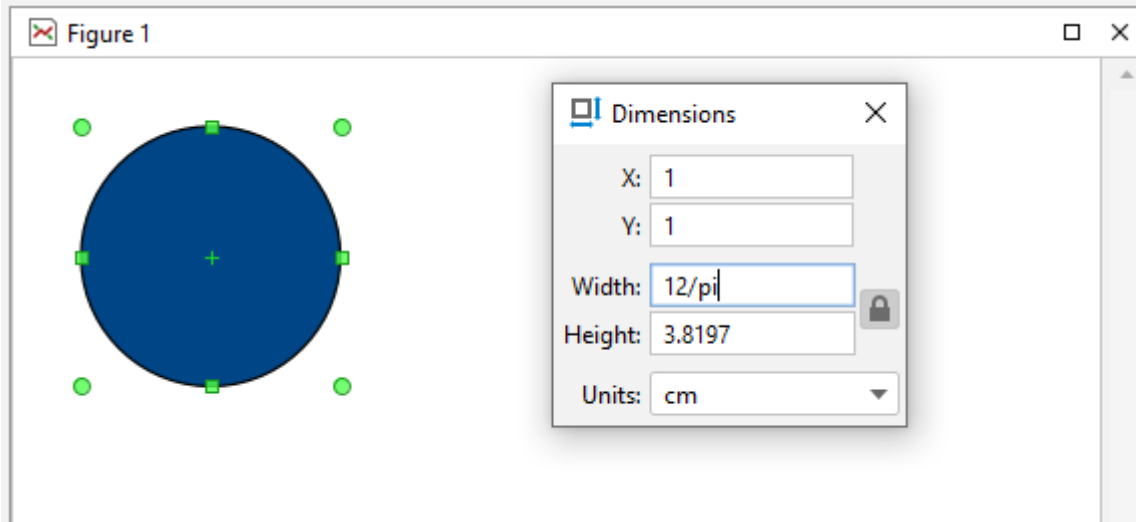 Figure 1
Dimensions
X: 1
Y: 1
Width: 12/pi
Height: 3.8197
Units: cm